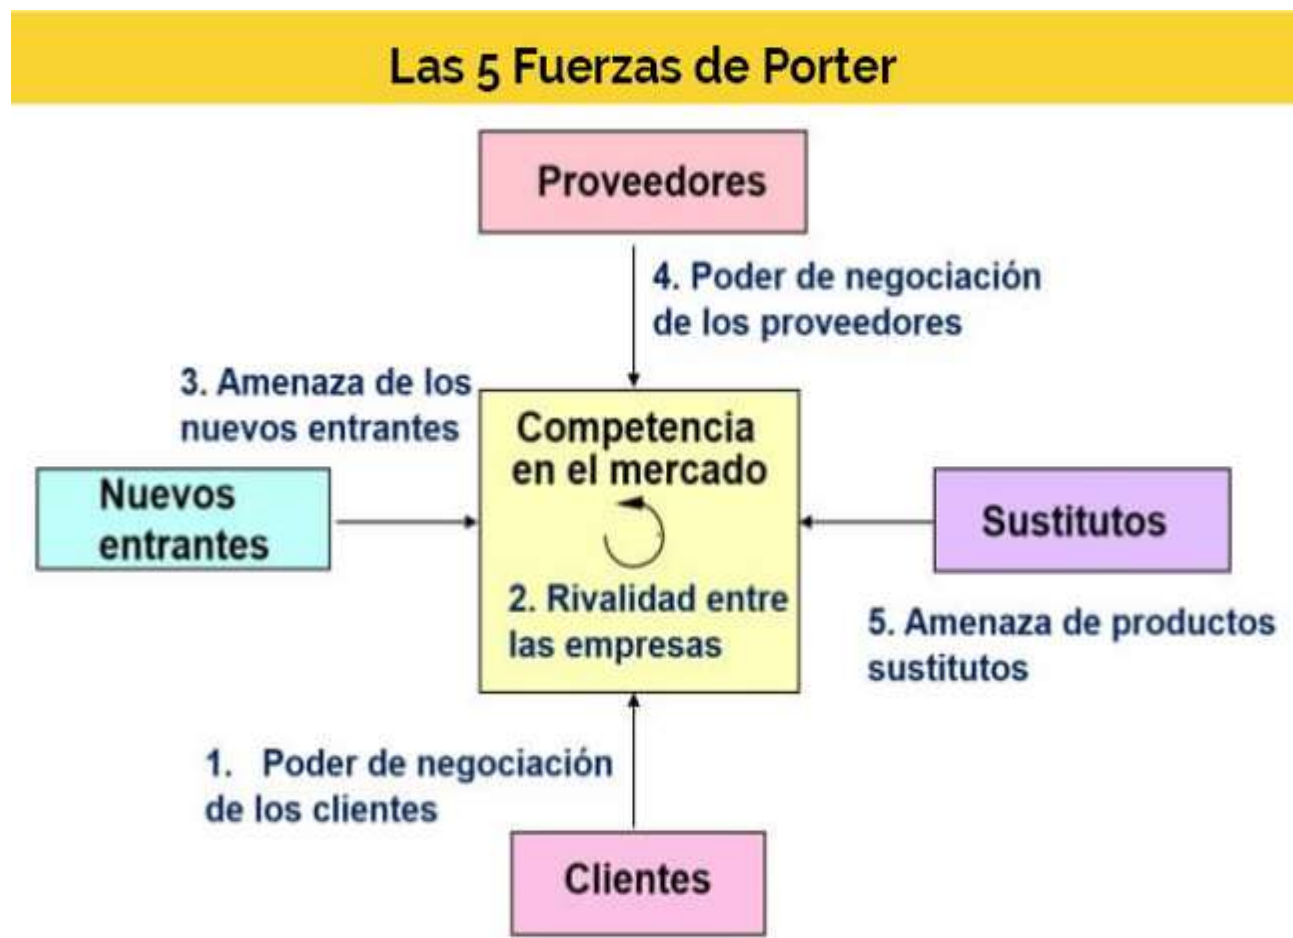 Las 5 Fuerzas de Porter
Proveedores
4. Poder de negociación
de los proveedores
3. Amenaza de los
nuevos entrantes
Competencia
en el mercado
Nuevos
entrantes
Sustitutos
2. Rivalidad entre
las empresas
5. Amenaza de productos
sustitutos
1. Poder de negociación
de los clientes
Clientes